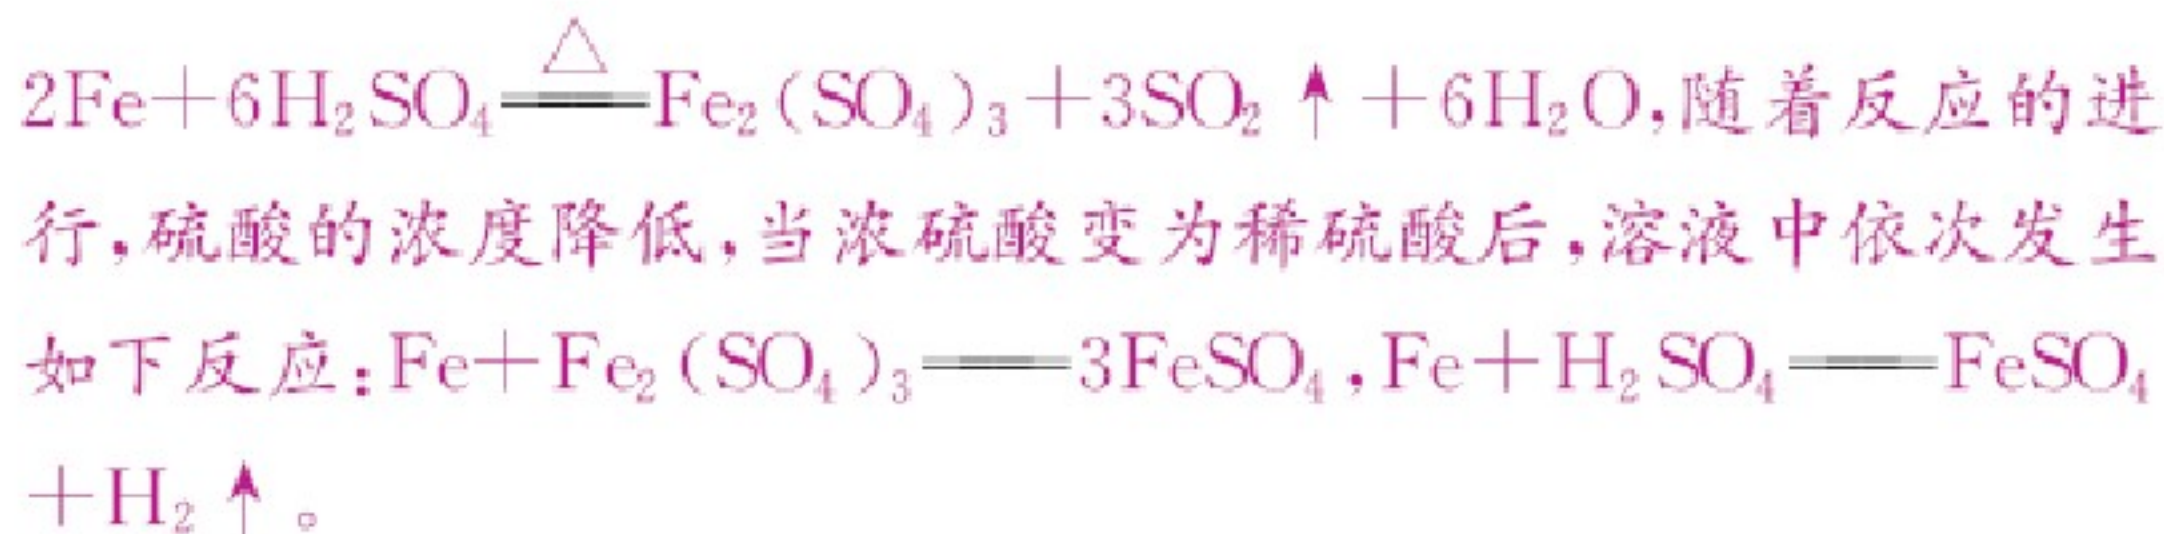 2Fe+6H₂SO₄=△=Fe₂(SO₄)₃+3SO₂↑+6H₂O,随着反应的进
行,硫酸的浓度降低,当浓硫酸变为稀硫酸后,溶液中依次发生
如下反应:Fe+Fe₂(SO₄)₃══3FeSO₄,Fe+H₂SO₄══FeSO₄
+H₂↑。